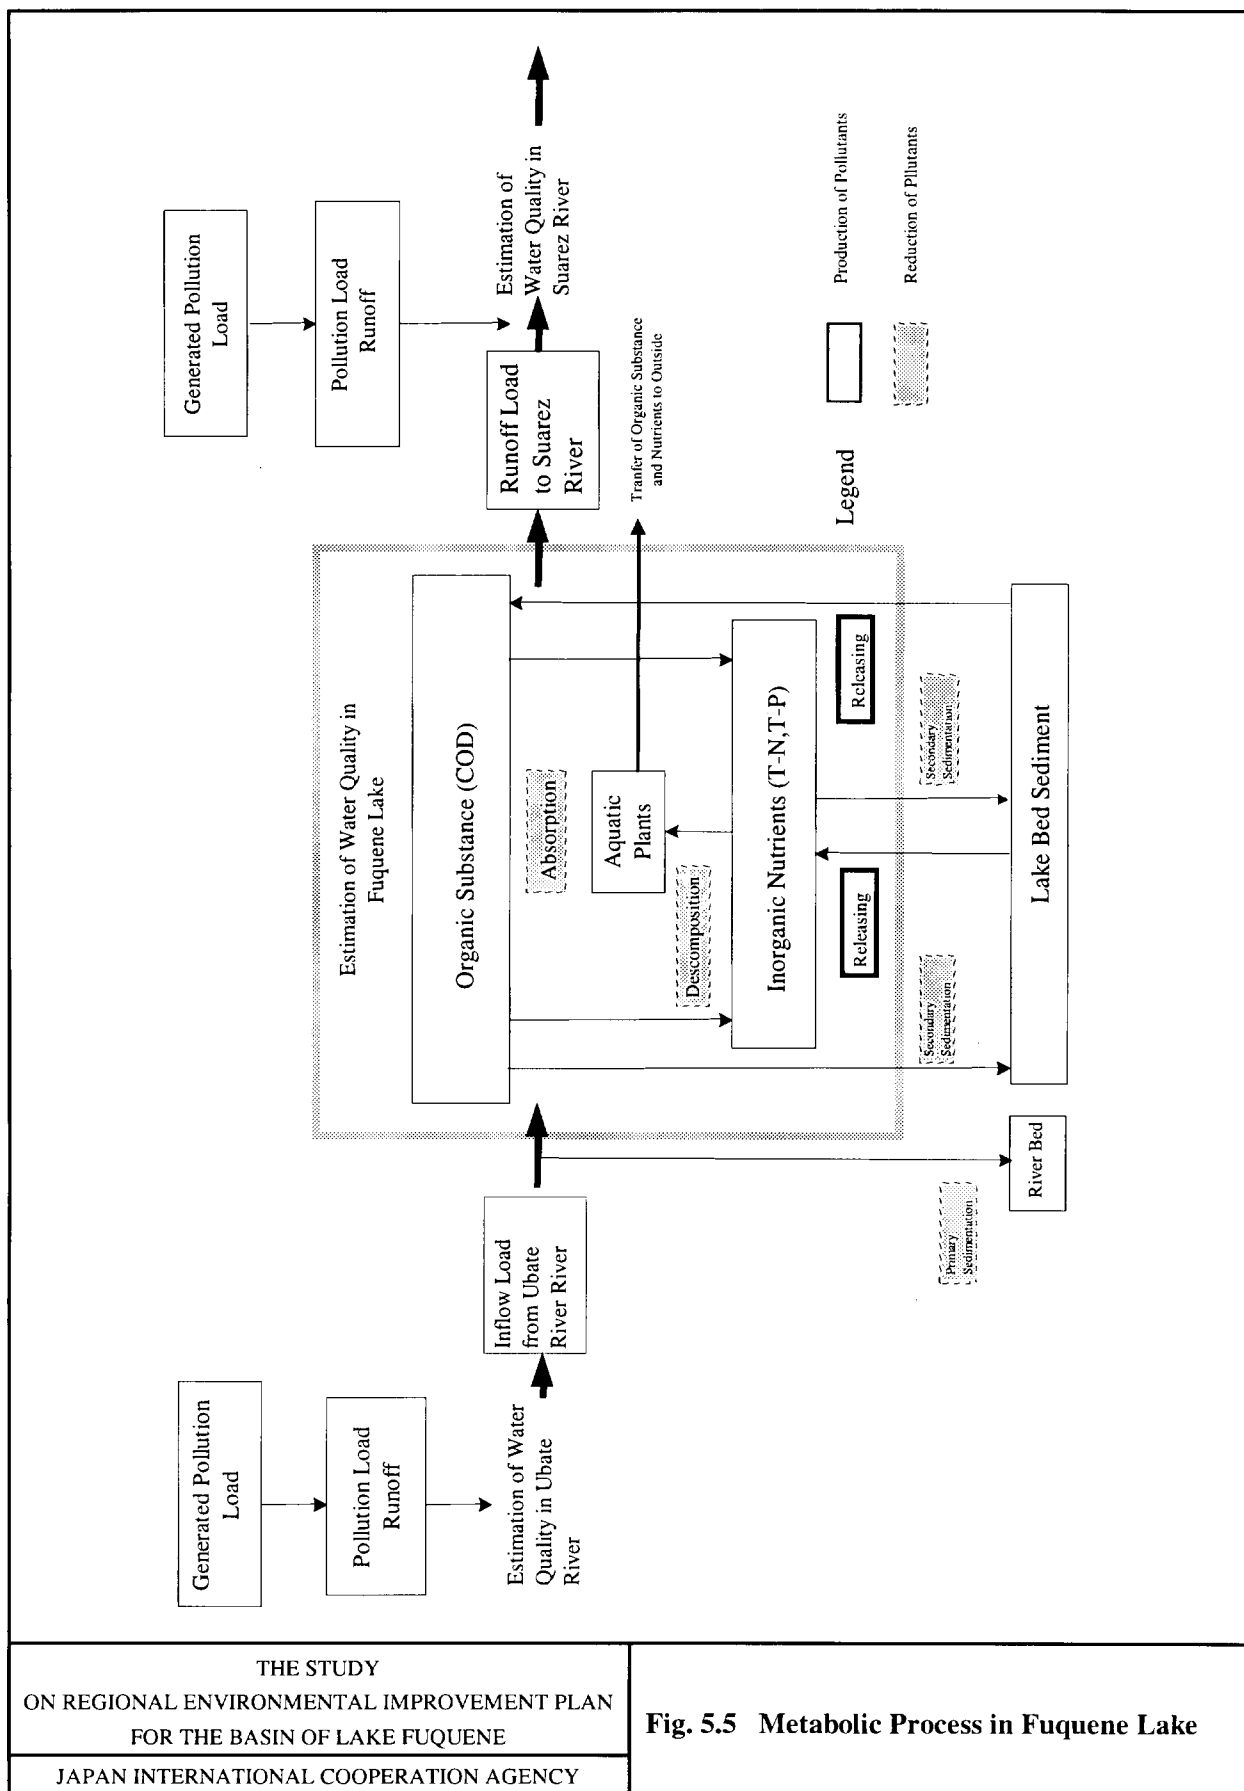 Generated Pollution
Load
Pollution Load
Runoff
Estimation of Water
Quality in Ubate
River
Inflow Load
from Ubate
River River
Primary
Sedimentation
River Bed
Estimation of Water Quality in
Fuquene Lake
Organic Substance (COD)
Absorption
Aquatic
Plants
Descomposition
Inorganic Nutrients (T-N,T-P)
Releasing
Releasing
Secondary
Sedimentation
Secondary
Sedimentation
Lake Bed Sediment
Generated Pollution
Load
Pollution Load
Runoff
Estimation of
Water Quality in
Suarez River
Runoff Load
to Suarez
River
Tranfer of Organic Substance
and Nutrients to Outside
Legend
Production of Pollutants
Reduction of Pllutants
THE STUDY
ON REGIONAL ENVIRONMENTAL IMPROVEMENT PLAN
FOR THE BASIN OF LAKE FUQUENE
JAPAN INTERNATIONAL COOPERATION AGENCY
Fig. 5.5 Metabolic Process in Fuquene Lake